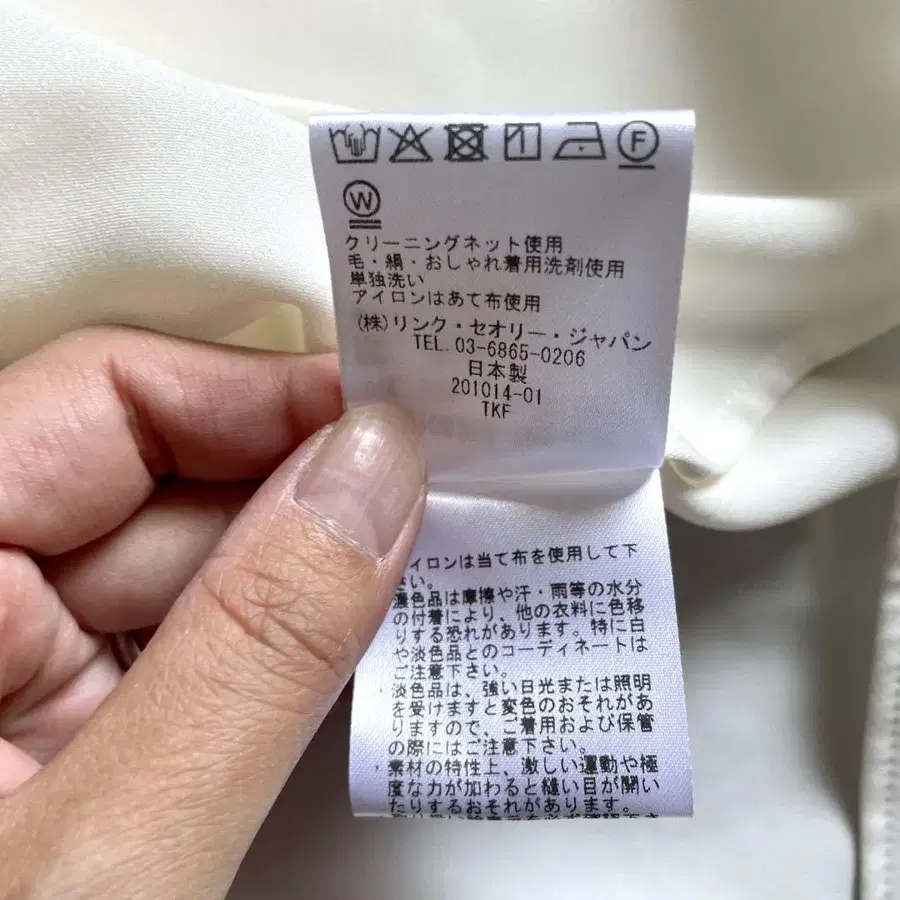 F
W
クリーニングネット使用
毛・絹・おしゃれ着用洗剤使用
単独洗い
アイロンはあて布使用
(株)リンク・セオリー・ジャパン
TEL. 03-6865-0206
日本製
201014-01
TKF
イロンは当て布を使用して下
さい。
濃色品は摩擦や汗・雨等の水分
の付着により、他の衣料に色移
りする恐れがあります。特に白
や淡色品とのコーディネートは
ご注意下さい。
・淡色品は、強い日光または照明
を受けますと変色のおそれがあ
りますので、ご着用および保管
の際にはご注意下さい。
・素材の特性上、激しい運動や極
度な力が加わると縫い目が開い
たりするおそれがあります。